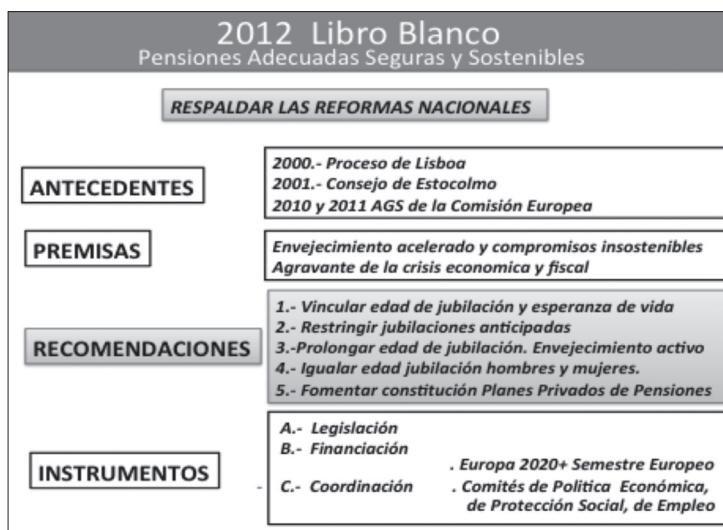 2012 Libro Blanco
Pensiones Adecuadas Seguras y Sostenibles
RESPALDAR LAS REFORMAS NACIONALES
ANTECEDENTES
2000.- Proceso de Lisboa
2001.- Consejo de Estocolmo
2010 y 2011 AGS de la Comisión Europea
PREMISAS
Envejecimiento acelerado y compromisos insostenibles
Agravante de la crisis economica y fiscal
RECOMENDACIONES
1.- Vincular edad de jubilación y esperanza de vida
2.- Restringir jubilaciones anticipadas
3.-Prolongar edad de jubilación. Envejecimiento activo
4.- Igualar edad jubilación hombres y mujeres.
5.- Fomentar constitución Planes Privados de Pensiones
INSTRUMENTOS
A.- Legislación
B.- Financiación
. Europa 2020+ Semestre Europeo
- C.- Coordinación . Comités de Política Económica,
de Protección Social, de Empleo